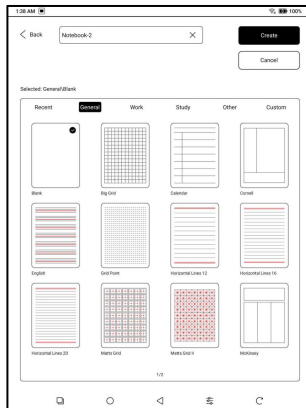 1:38 AM 100%
Back Notebook-2 Create
Cancel
Selected: General\Blank
Recent General Work Study Other Custom
Blank Big Grid Calendar Cornell
English Grid Point Horizontal Lines 12 Horizontal Lines 16
Horizontal Lines 20 Matts Grid Matts Grid II McKinsey
1/2